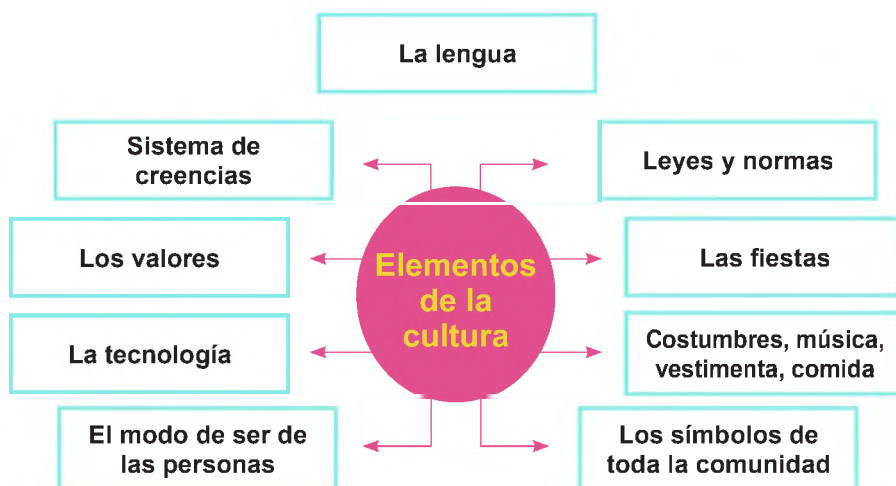 La lengua
Sistema de
creencias
Leyes y normas
Los valores
Elementos
de la
cultura
Las fiestas
La tecnología
Costumbres, música,
vestimenta, comida
El modo de ser de
las personas
Los símbolos de
toda la comunidad